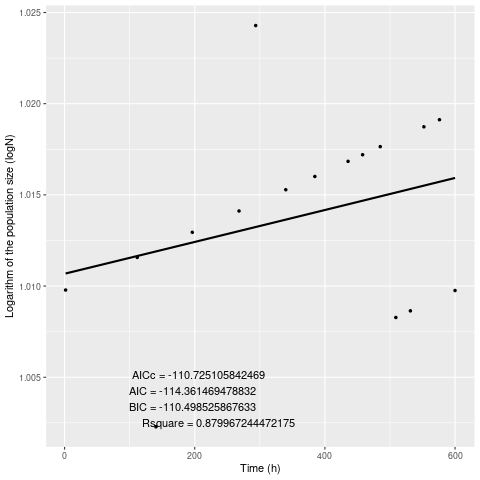 1.025
1.020
1.015
1.010
1.005
Logarithm of the population size (logN)
AICc = -110.725105842469
AIC = -114.361469478832
BIC = -110.498525867633
Rsquare = 0.879967244472175
0 200 400 600
Time (h)